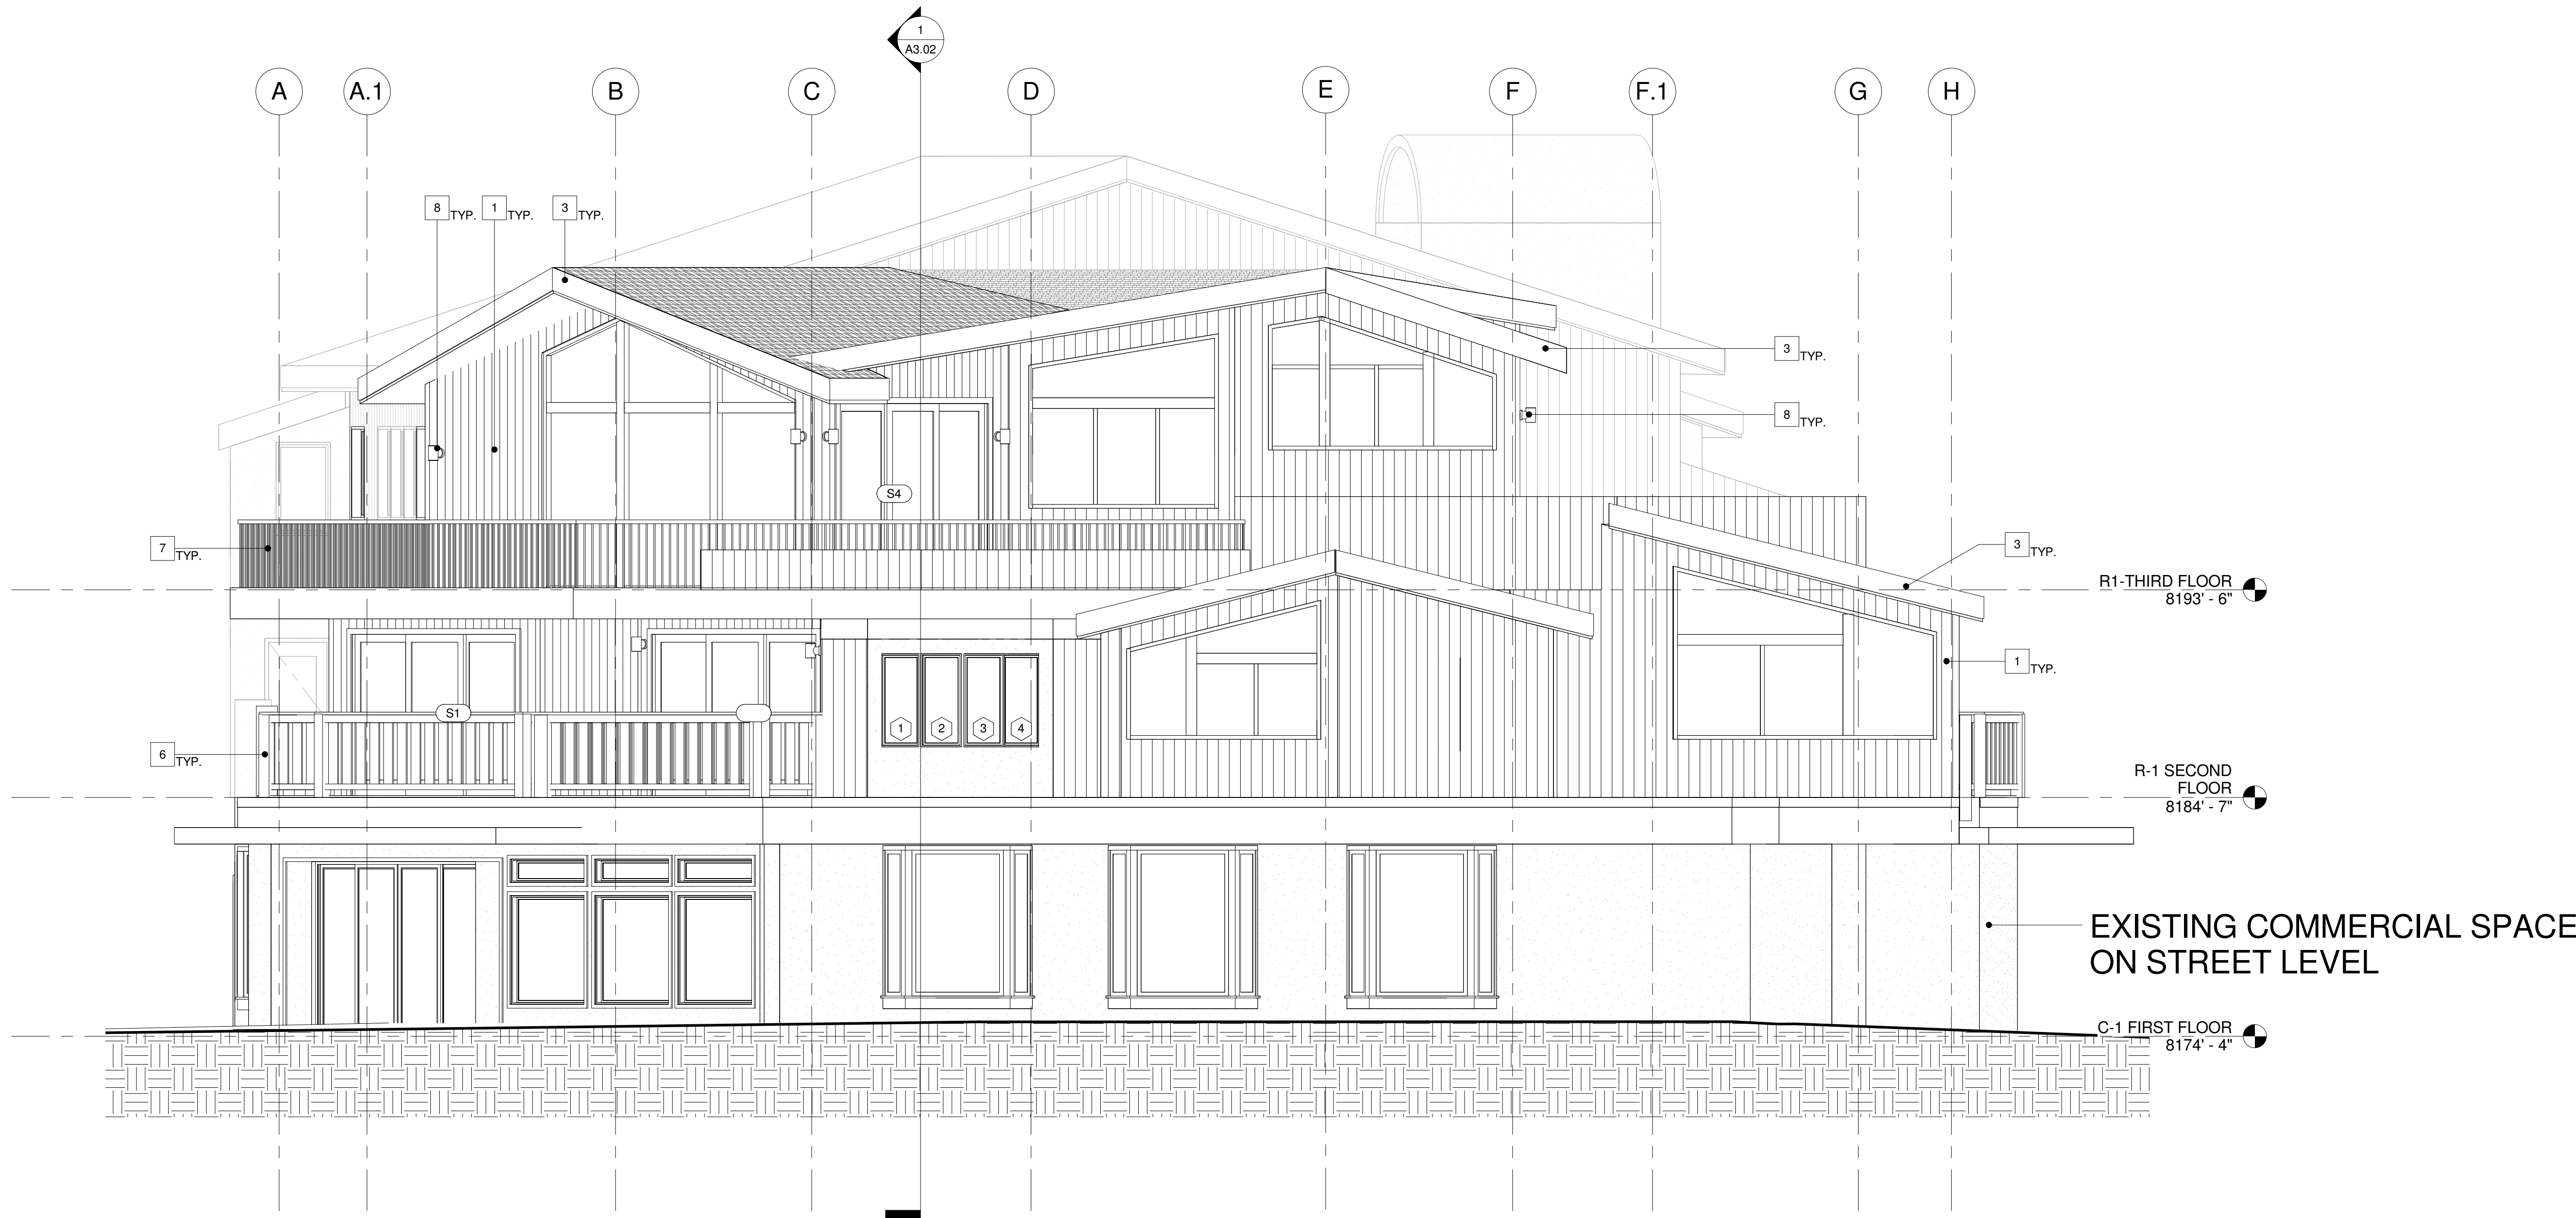 1
A3.02
A
A.1
B
C
D
E
F
F.1
G
H
8 TYP.
1 TYP.
3 TYP.
3 TYP.
8 TYP.
S4
7 TYP.
3 TYP.
R1-THIRD FLOOR
8193' - 6"
1 TYP.
S1
1
2
3
4
6 TYP.
R-1 SECOND
FLOOR
8184' - 7"
EXISTING COMMERCIAL SPACE
ON STREET LEVEL
C-1 FIRST FLOOR
8174' - 4"